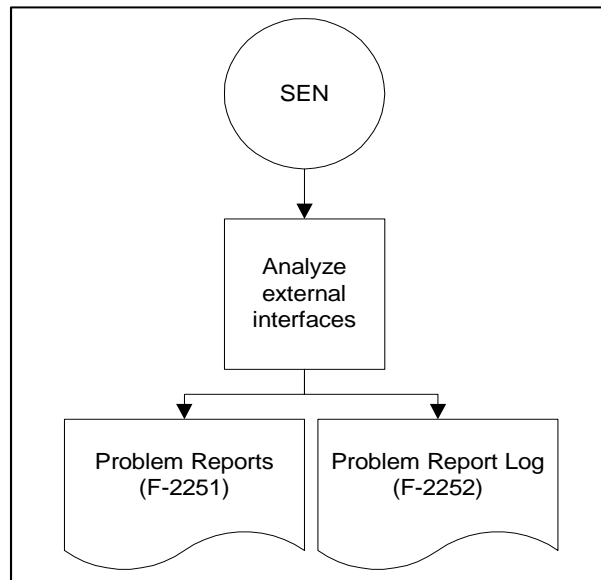 SEN
Analyze
external
interfaces
Problem Reports
(F-2251)
Problem Report Log
(F-2252)